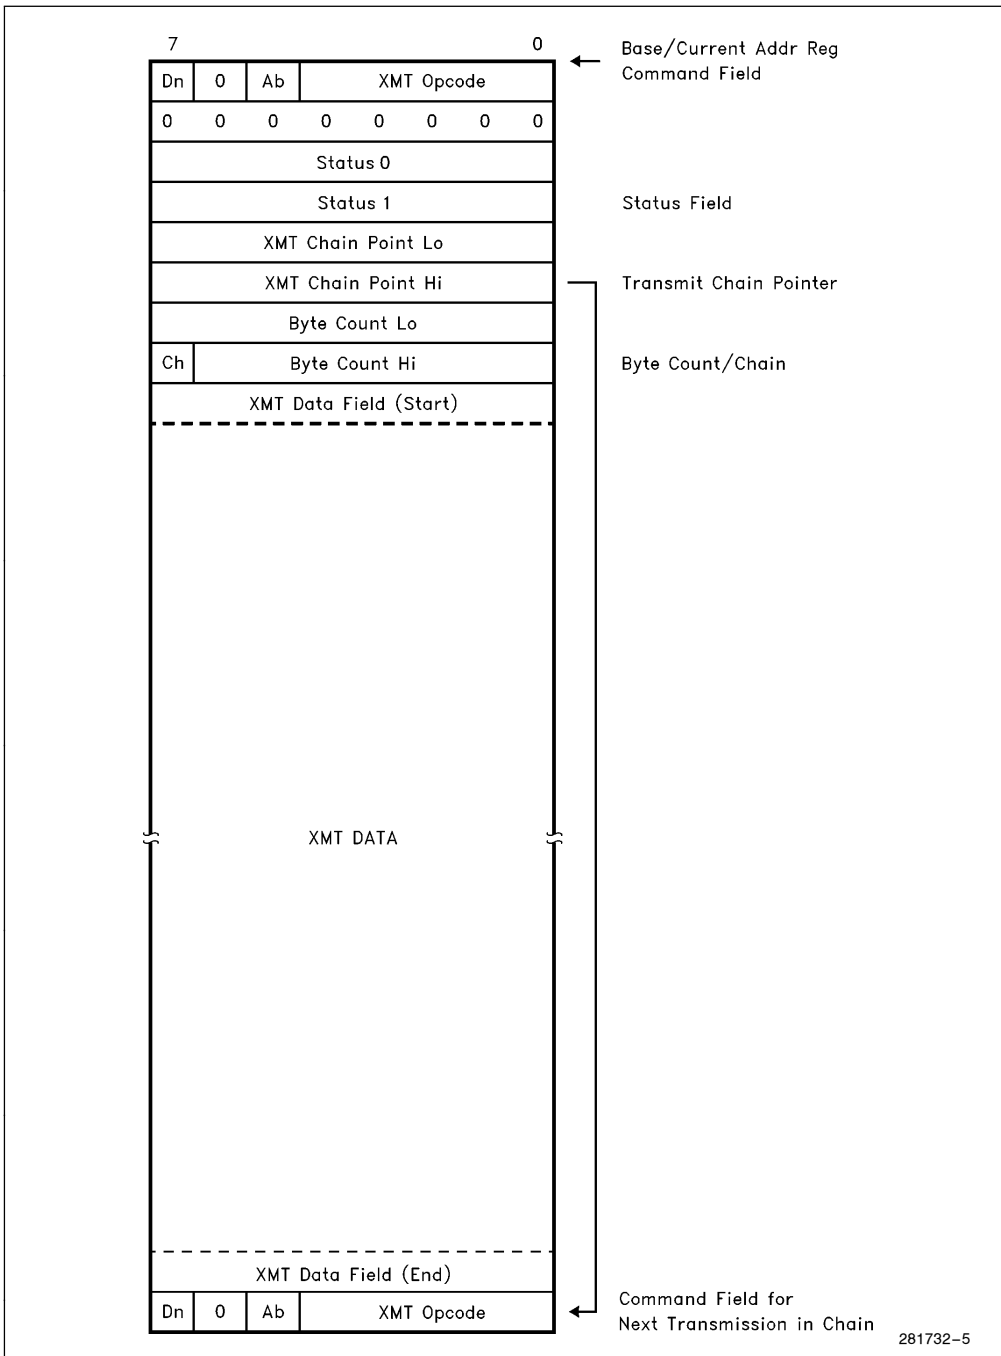 7 0
Base/Current Addr Reg
Command Field
Dn 0 Ab XMT Opcode
0 0 0 0 0 0 0 0
Status 0
Status 1 Status Field
XMT Chain Point Lo
XMT Chain Point Hi Transmit Chain Pointer
Byte Count Lo
Ch Byte Count Hi Byte Count/Chain
XMT Data Field (Start)
XMT DATA
XMT Data Field (End)
Dn 0 Ab XMT Opcode
Command Field for
Next Transmission in Chain
281732-5